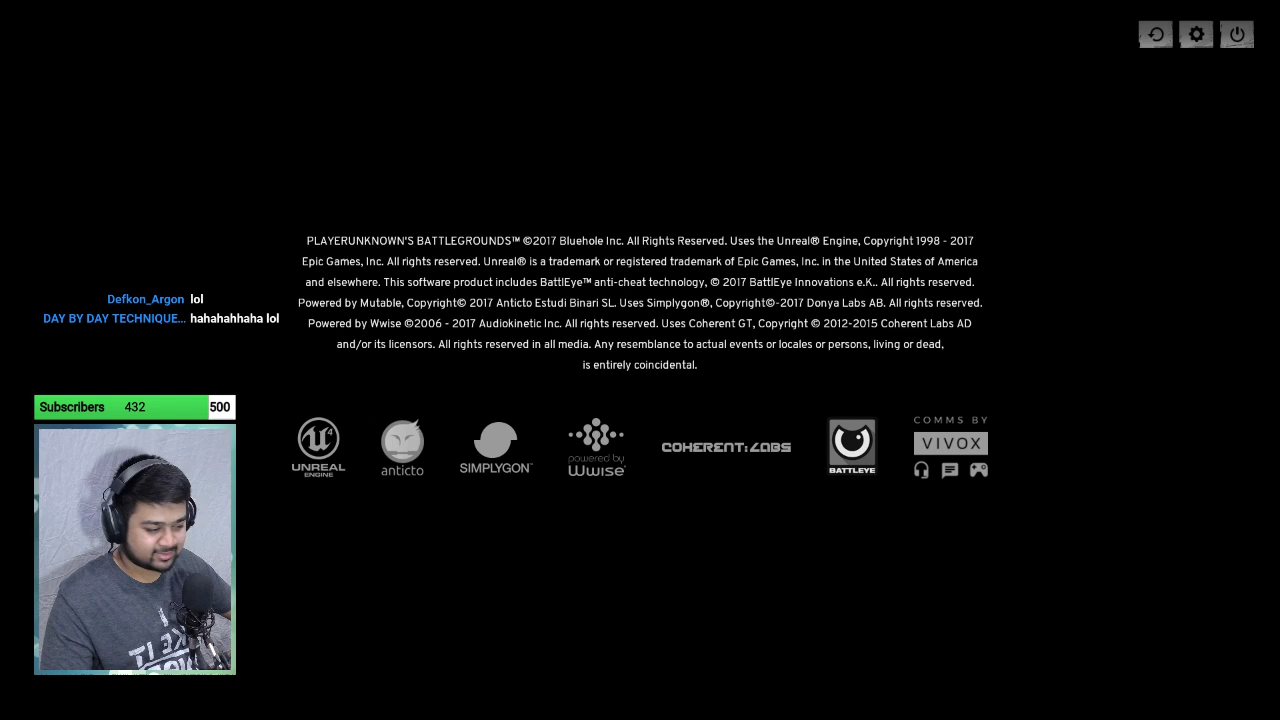 PLAYERUNKNOWN'S BATTLEGROUNDS™ ©2017 Bluehole Inc. All Rights Reserved. Uses the Unreal® Engine, Copyright 1998 - 2017
Epic Games, Inc. All rights reserved. Unreal® is a trademark or registered trademark of Epic Games, Inc. in the United States of America
and elsewhere. This software product includes BattlEye™ anti-cheat technology, © 2017 BattlEye Innovations e.K.. All rights reserved.
Powered by Mutable, Copyright© 2017 Anticto Estudi Binari SL. Uses Simplygon®, Copyright©-2017 Donya Labs AB. All rights reserved.
Powered by Wwise ©2006 - 2017 Audiokinetic Inc. All rights reserved. Uses Coherent GT, Copyright © 2012-2015 Coherent Labs AD
and/or its licensors. All rights reserved in all media. Any resemblance to actual events or locales or persons, living or dead,
is entirely coincidental.
Defkon_Argon lol
DAY BY DAY TECHNIQUE... hahahahhaha lol
Subscribers 432 500
UNREAL
ENGINE
anticto
SIMPLYGON™
powered by
Wwise®
COHERENT:LABS
BATTLEYE
COMMS BY
VIVOX